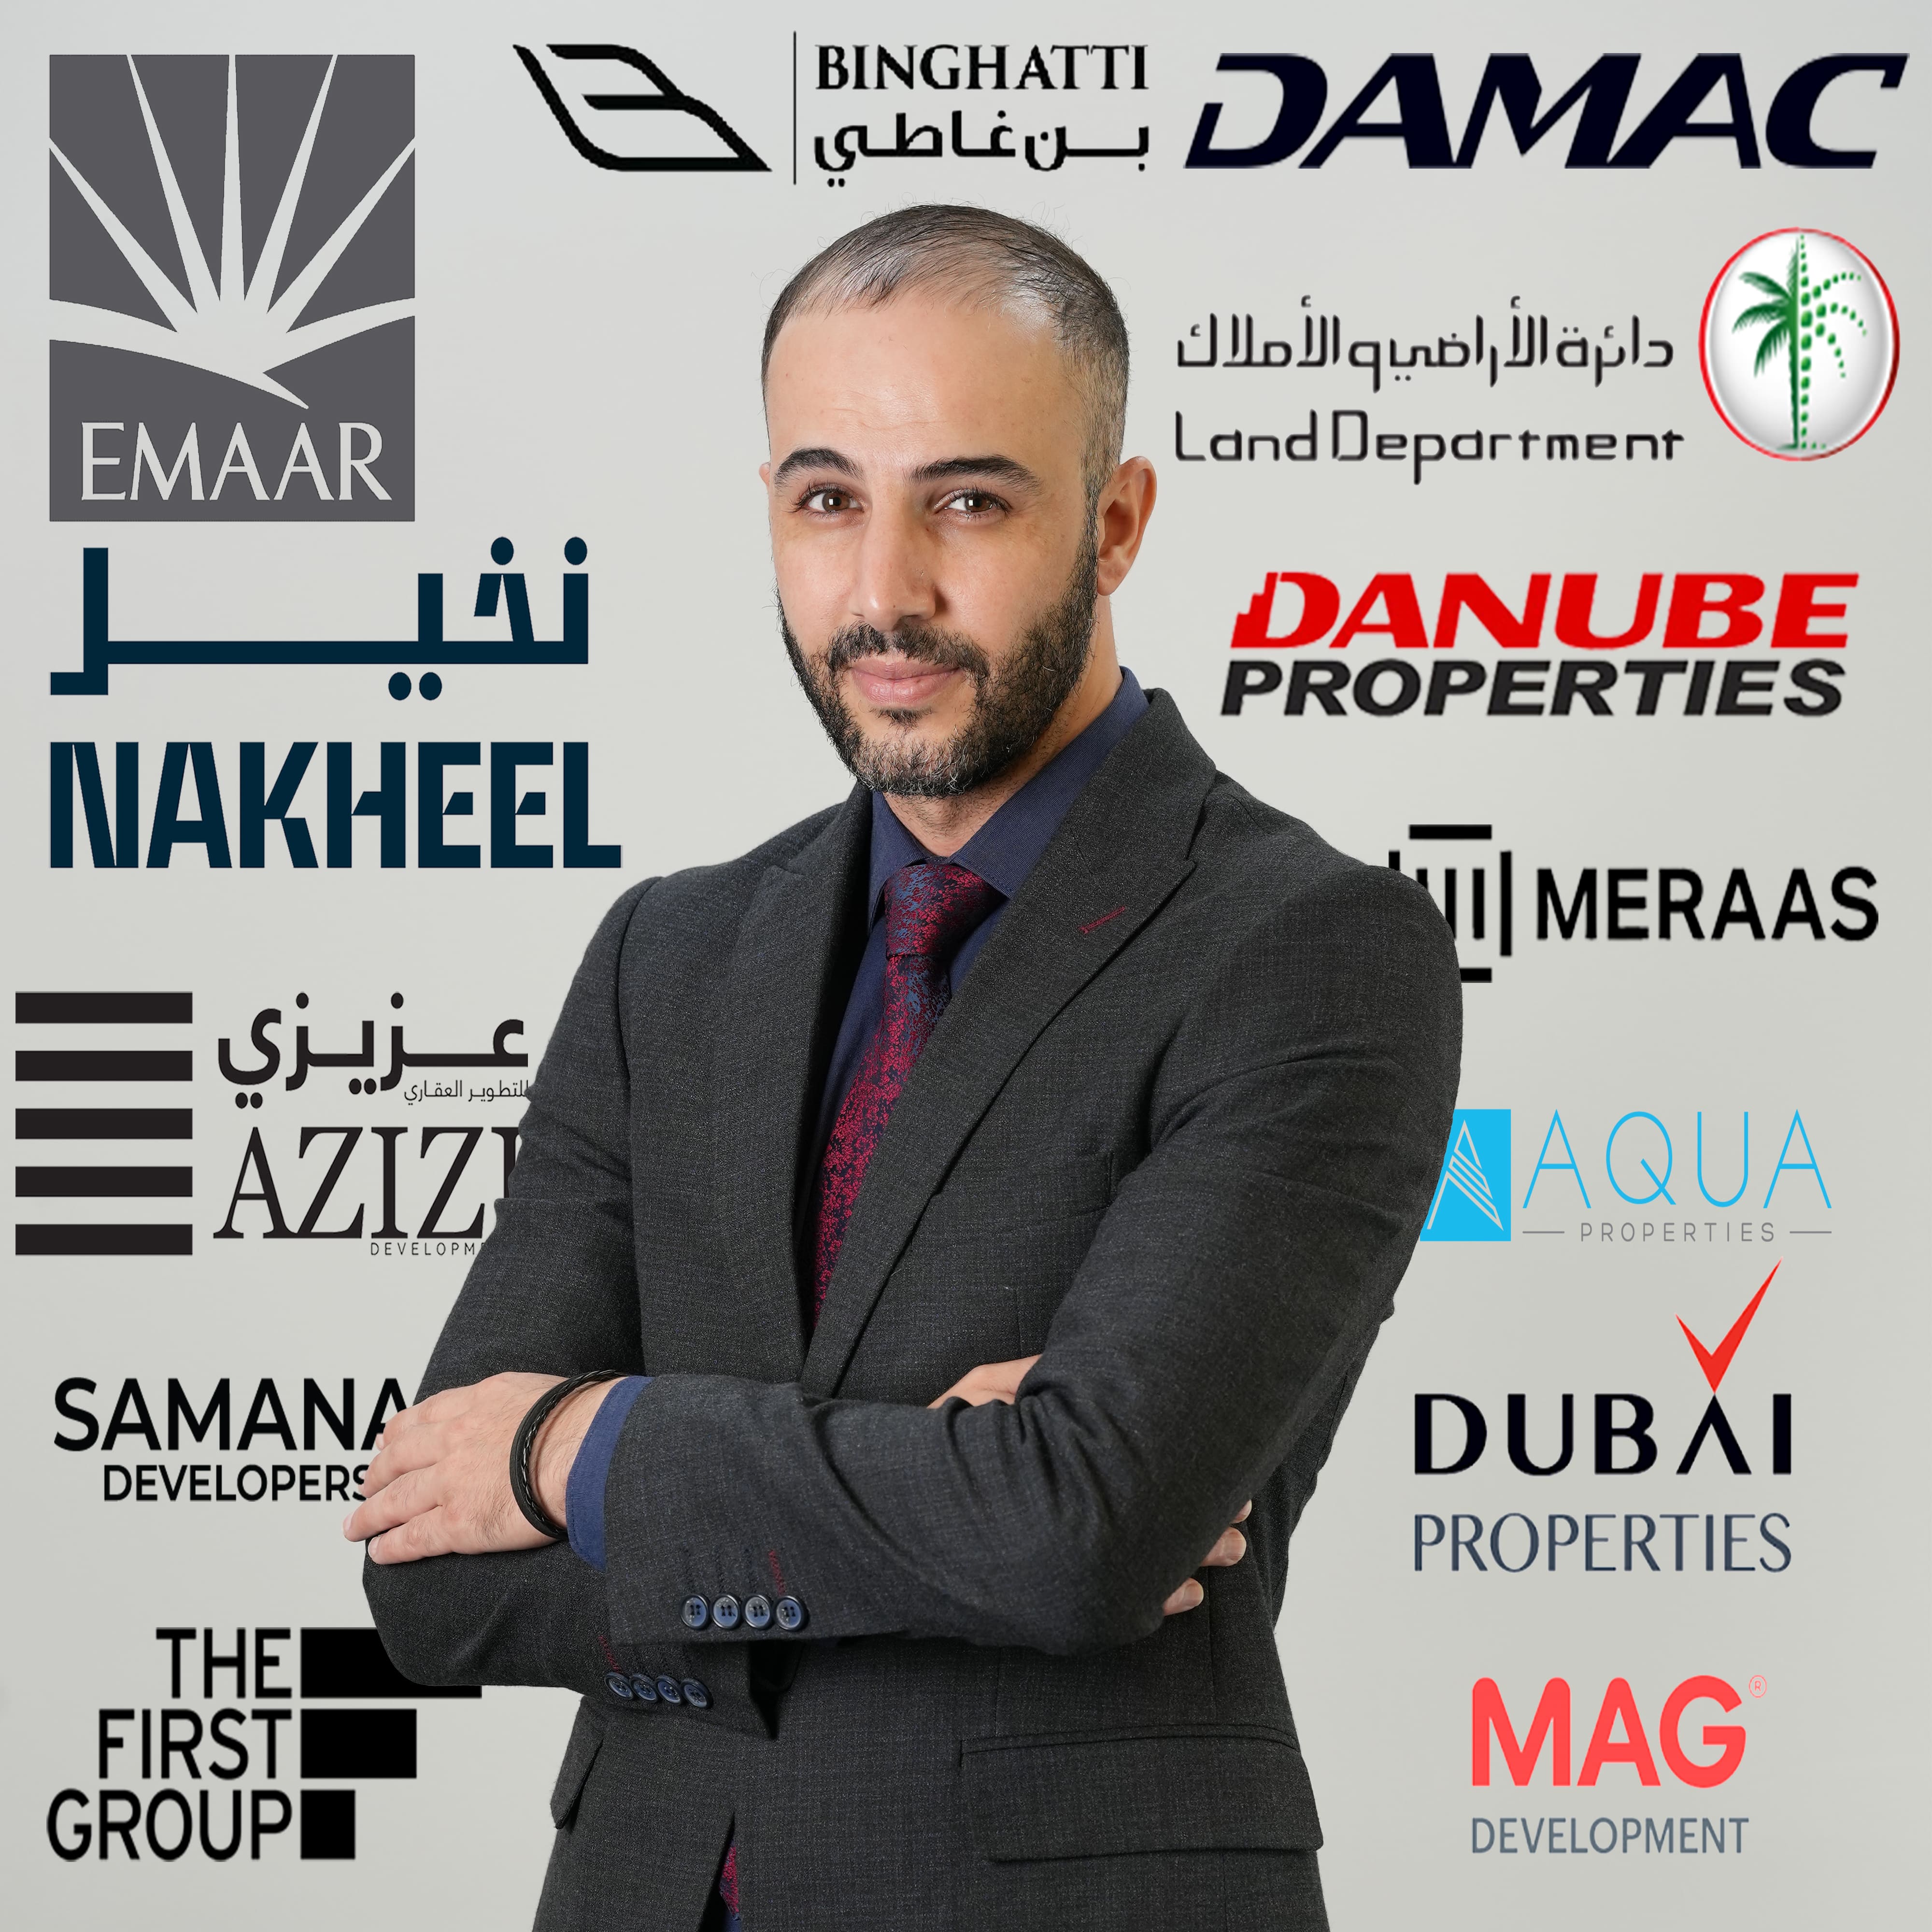 BINGHATTI
بن غاطي
DAMAC
EMAAR
دائرة الأراضي والأملاك
Land Department
نخيل
NAKHEEL
DANUBE
PROPERTIES
MERAAS
عزيزي
للتطوير العقاري
AZIZI
AQUA
PROPERTIES
SAMANA
DEVELOPERS
DUBAI
PROPERTIES
THE
FIRST
GROUP
MAG®
DEVELOPMENT